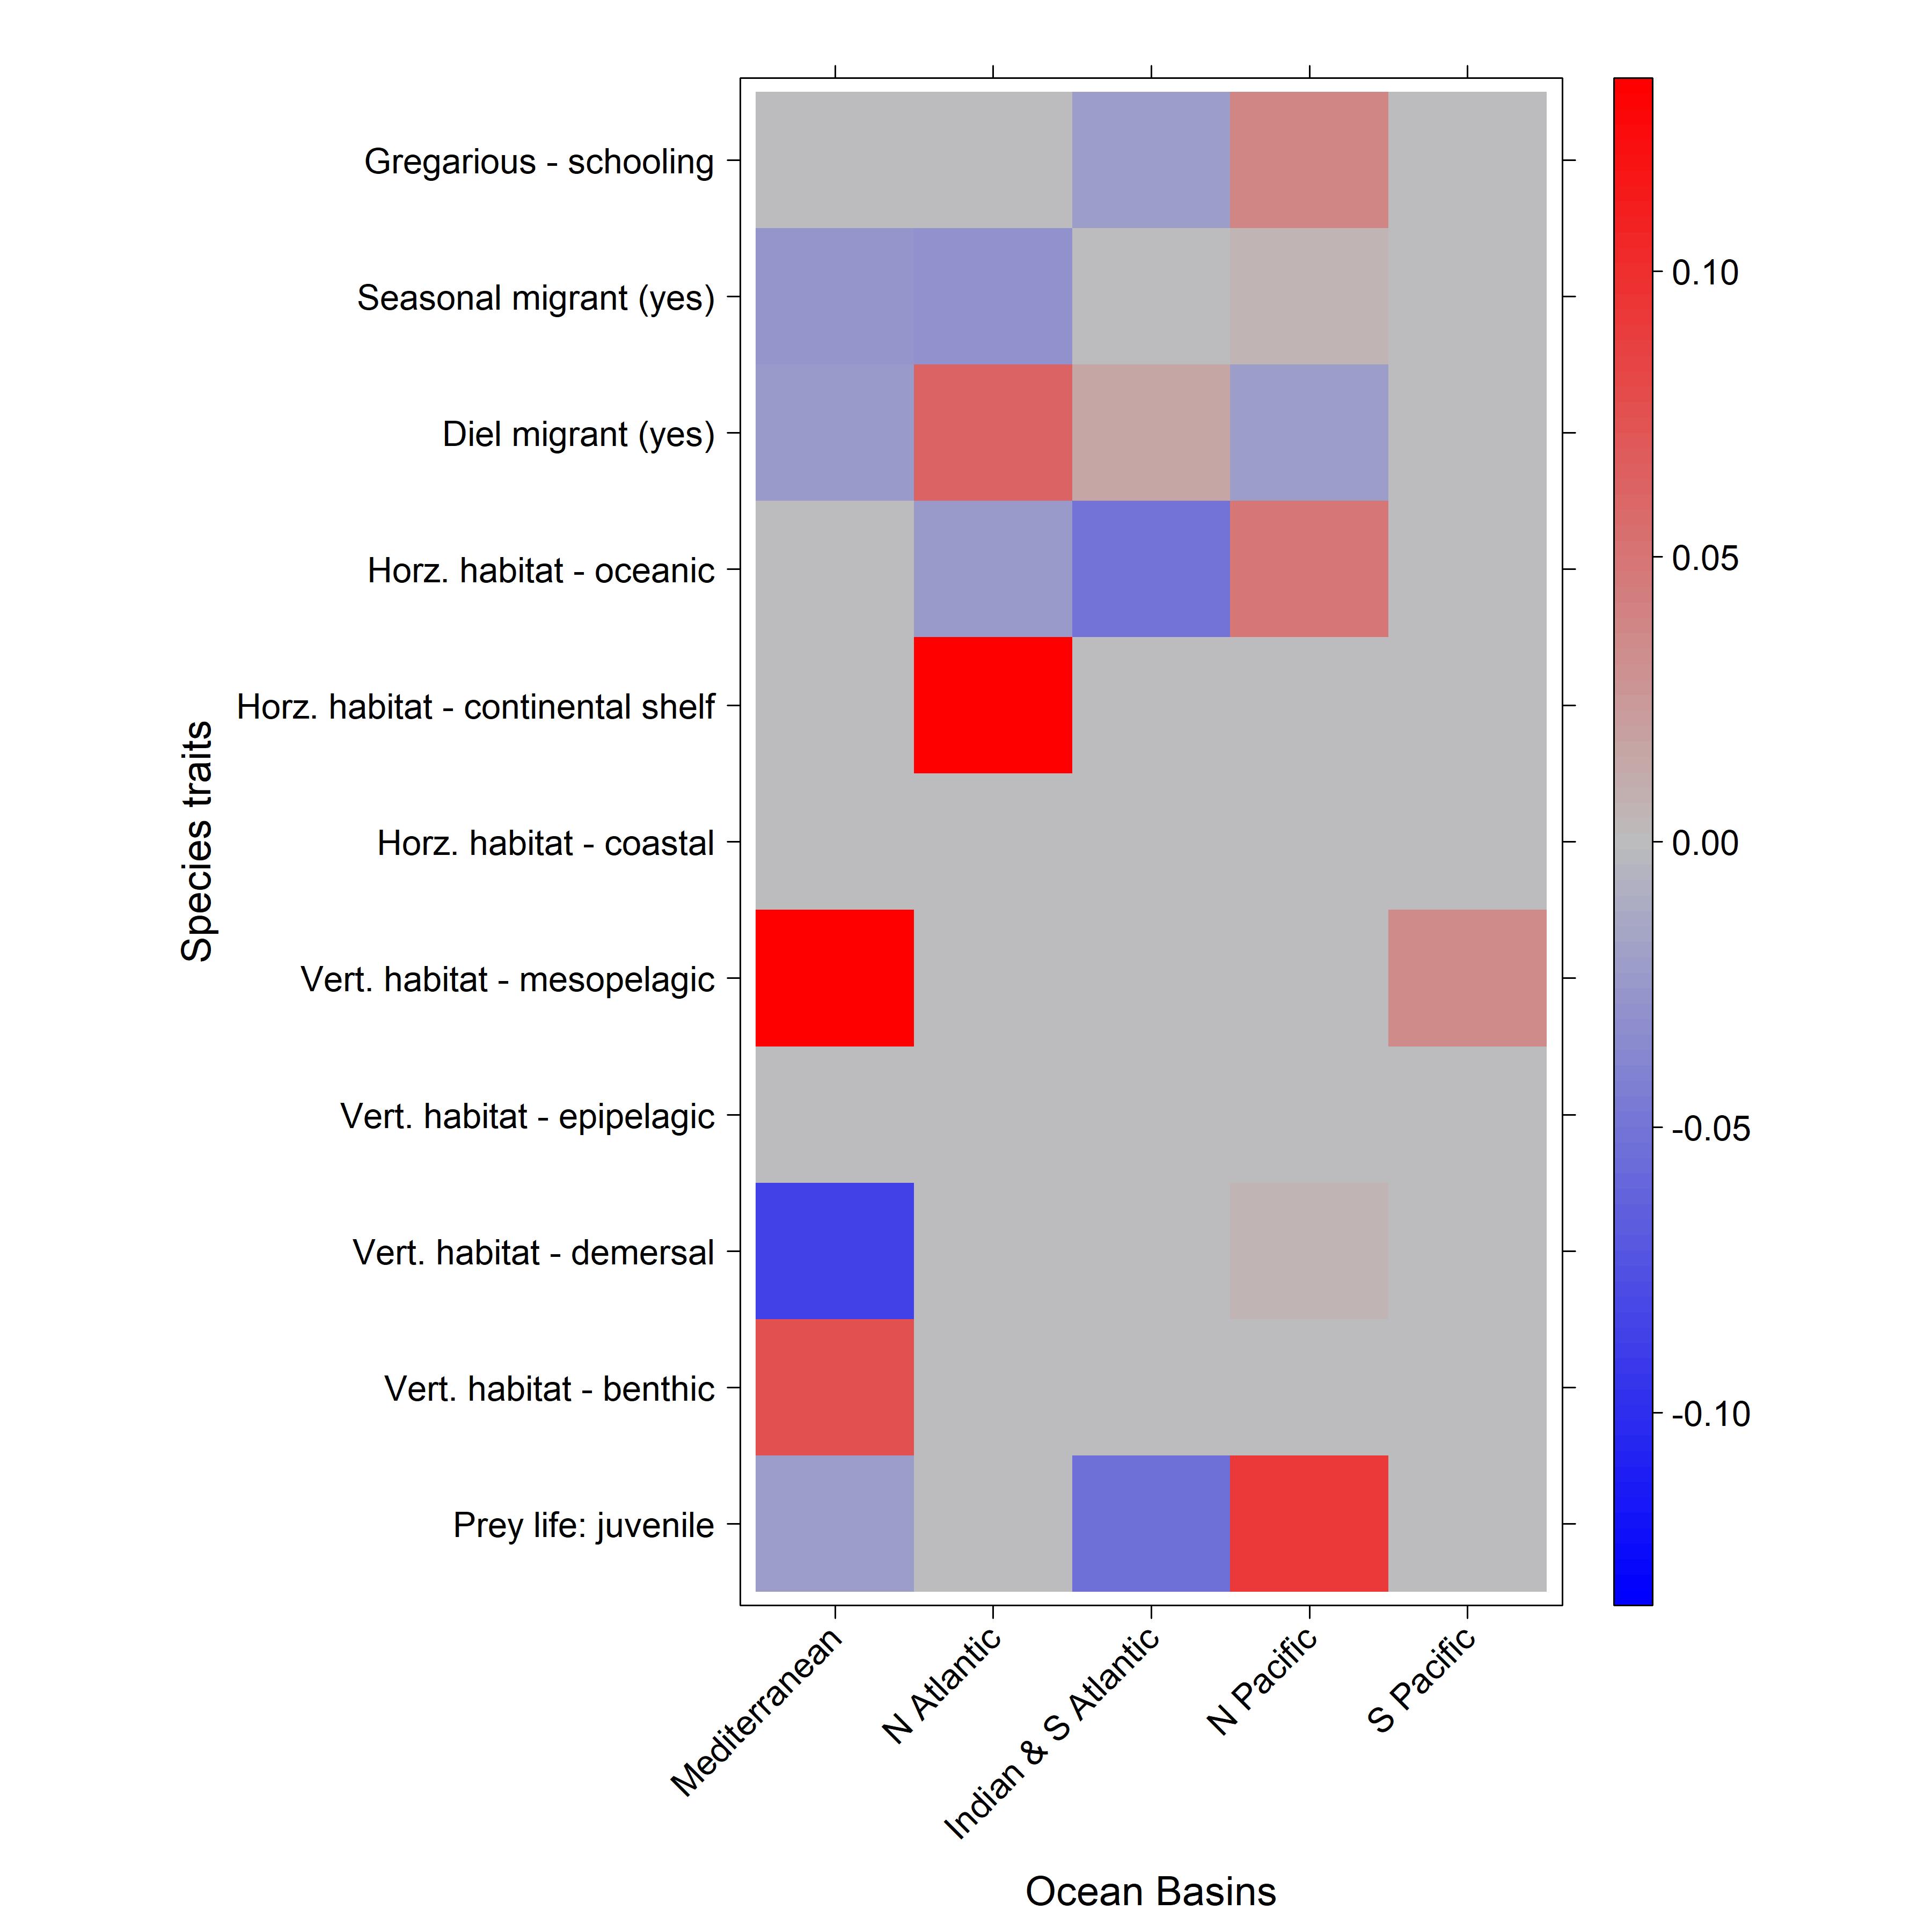 Species traits
Gregarious - schooling
Seasonal migrant (yes)
Diel migrant (yes)
Horz. habitat - oceanic
Horz. habitat - continental shelf
Horz. habitat - coastal
Vert. habitat - mesopelagic
Vert. habitat - epipelagic
Vert. habitat - demersal
Vert. habitat - benthic
Prey life: juvenile
Mediterranean
N Atlantic
Indian & S Atlantic
N Pacific
S Pacific
Ocean Basins
0.10
0.05
0.00
-0.05
-0.10